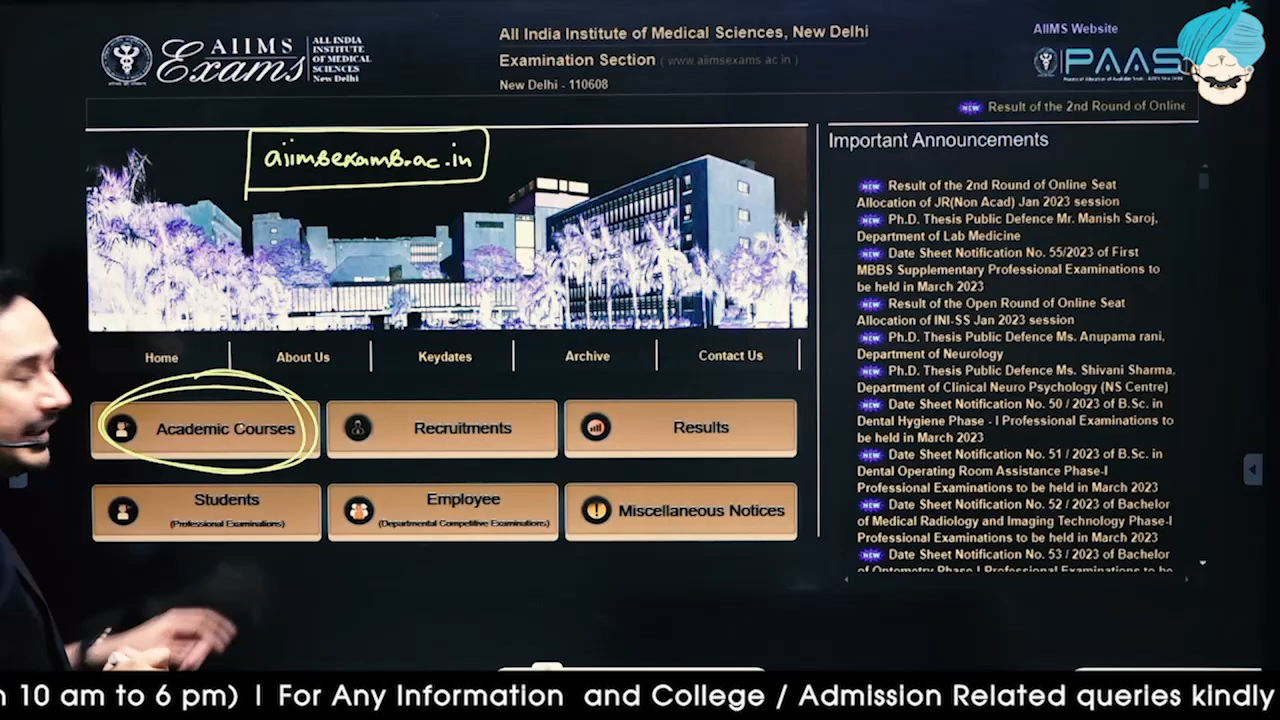 AIIMS
Exams
ALL INDIA
INSTITUTE
OF MEDICAL
SCIENCES
New Delhi
All India Institute of Medical Sciences, New Delhi
Examination Section ( www.aiimsexams.ac.in )
New Delhi - 110608
AIIMS Website
PAAS
NEW Result of the 2nd Round of Online
aiimsexams.ac.in
Important Announcements
NEW Result of the 2nd Round of Online Seat
Allocation of JR(Non Acad) Jan 2023 session
NEW Ph.D. Thesis Public Defence Mr. Manish Saroj,
Department of Lab Medicine
NEW Date Sheet Notification No. 55/2023 of First
MBBS Supplementary Professional Examinations to
be held in March 2023
NEW Result of the Open Round of Online Seat
Allocation of INI-SS Jan 2023 session
NEW Ph.D. Thesis Public Defence Ms. Anupama rani,
Department of Neurology
NEW Ph.D. Thesis Public Defence Ms. Shivani Sharma,
Department of Clinical Neuro Psychology (NS Centre)
NEW Date Sheet Notification No. 50 / 2023 of B.Sc. in
Dental Hygiene Phase - I Professional Examinations to
be held in March 2023
NEW Date Sheet Notification No. 51 / 2023 of B.Sc. in
Dental Operating Room Assistance Phase-I
Professional Examinations to be held in March 2023
NEW Date Sheet Notification No. 52 / 2023 of Bachelor
of Medical Radiology and Imaging Technology Phase-I
Professional Examinations to be held in March 2023
NEW Date Sheet Notification No. 53 / 2023 of Bachelor
of Optometry Phase I Professional Examinations to be
Home
About Us
Keydates
Archive
Contact Us
Academic Courses
Recruitments
Results
Students
(Professional Examinations)
Employee
(Departmental Competitive Examinations)
Miscellaneous Notices
10 am to 6 pm) I For Any Information and College / Admission Related queries kindly